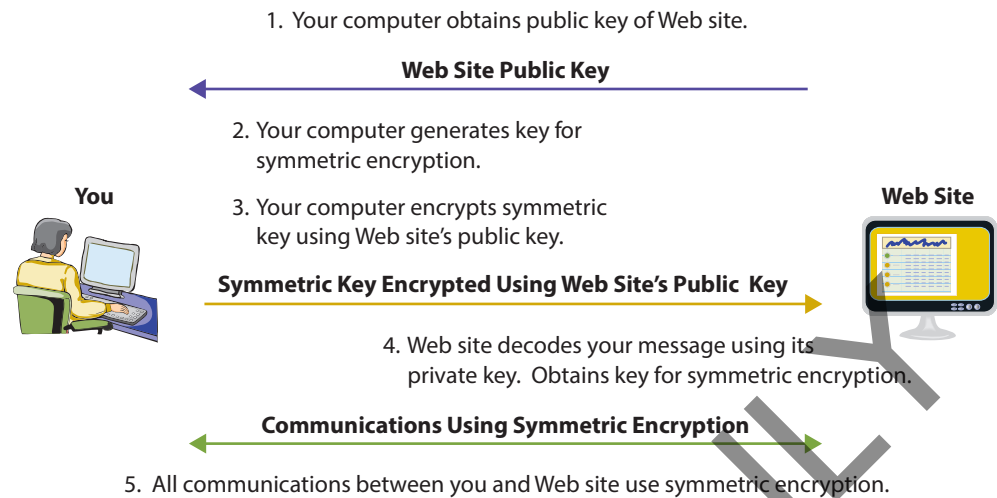 1. Your computer obtains public key of Web site.
Web Site Public Key
2. Your computer generates key for
symmetric encryption.
You
Web Site
3. Your computer encrypts symmetric
key using Web site's public key.
Symmetric Key Encrypted Using Web Site's Public Key
4. Web site decodes your message using its
private key. Obtains key for symmetric encryption.
Communications Using Symmetric Encryption
5. All communications between you and Web site use symmetric encryption.
LY